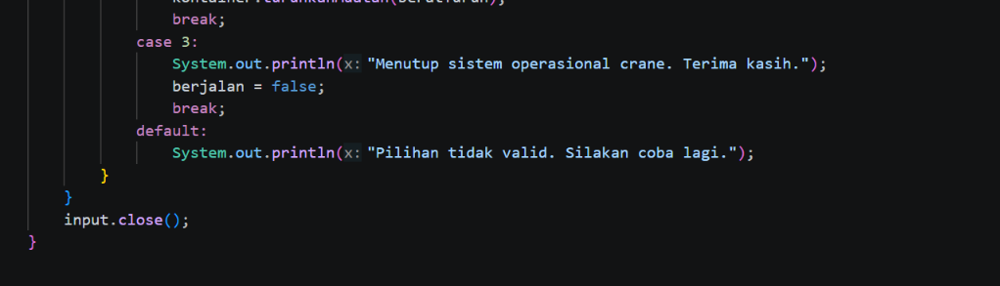 break;
case 3:
System.out.println(x: "Menutup sistem operasional crane. Terima kasih.");
berjalan = false;
break;
default:
System.out.println(x: "Pilihan tidak valid. Silakan coba lagi.");
}
}
input.close();
}